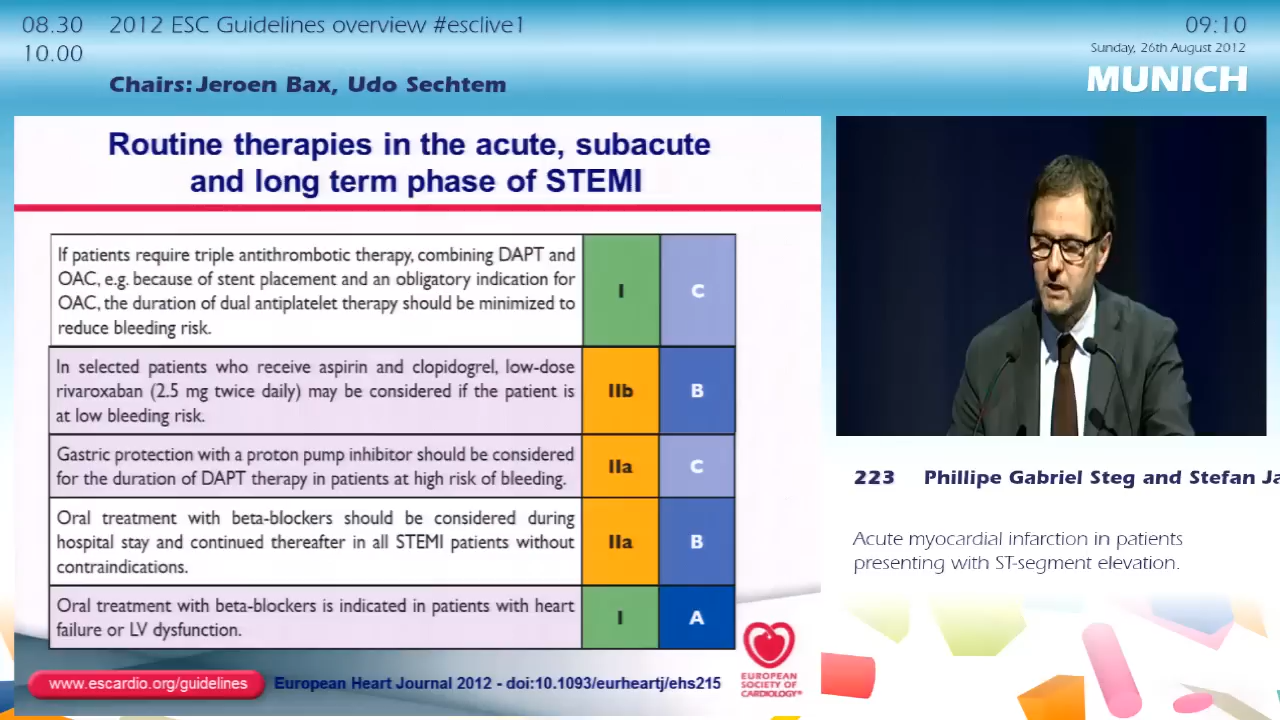 08.30 2012 ESC Guidelines overview #esclive1
10.00
Chairs: Jeroen Bax, Udo Sechtem
09:10
Sunday, 26th August 2012
MUNICH
Routine therapies in the acute, subacute
and long term phase of STEMI
If patients require triple antithrombotic therapy, combining DAPT and
OAC, e.g. because of stent placement and an obligatory indication for
OAC, the duration of dual antiplatelet therapy should be minimized to
reduce bleeding risk.
I C
In selected patients who receive aspirin and clopidogrel, low-dose
rivaroxaban (2.5 mg twice daily) may be considered if the patient is
at low bleeding risk.
IIb B
Gastric protection with a proton pump inhibitor should be considered
for the duration of DAPT therapy in patients at high risk of bleeding.
IIa C
Oral treatment with beta-blockers should be considered during
hospital stay and continued thereafter in all STEMI patients without
contraindications.
IIa B
Oral treatment with beta-blockers is indicated in patients with heart
failure or LV dysfunction.
I A
www.escardio.org/guidelines
European Heart Journal 2012 - doi:10.1093/eurheartj/ehs215
EUROPEAN
SOCIETY OF
CARDIOLOGY®
223 Phillipe Gabriel Steg and Stefan Ja
Acute myocardial infarction in patients
presenting with ST-segment elevation.